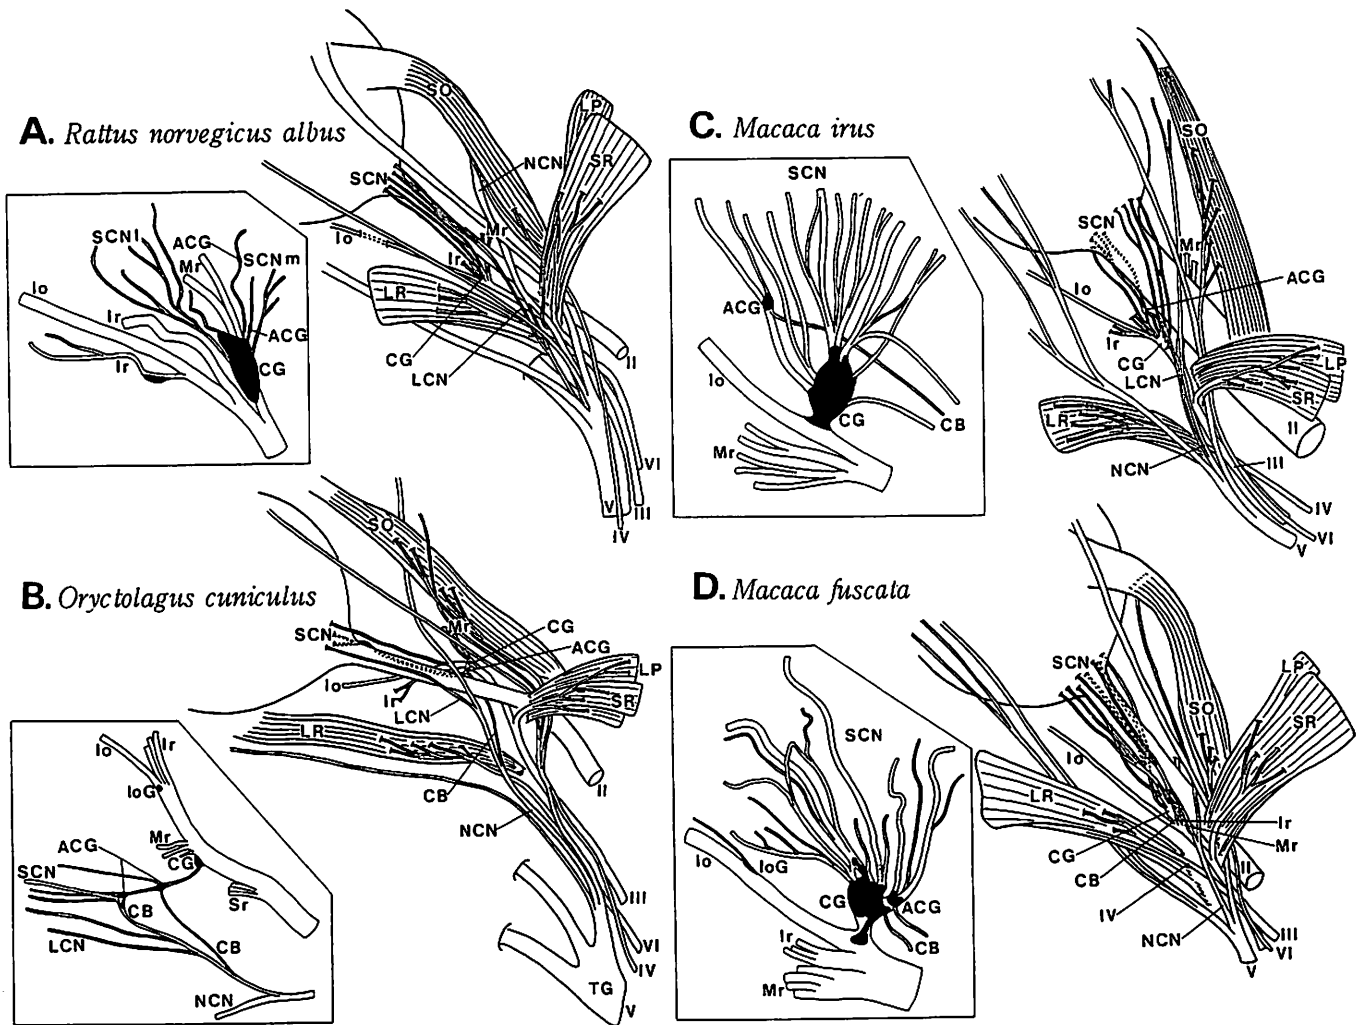 A. Rattus norvegicus albus
SO
LP
NCN
SR
SCN
Mr
Io
Ir
LR
CG
LCN
II
VI
III
V
IV
SCNl
ACG
Mr
SCNm
Io
Ir
ACG
Ir
CG
C. Macaca irus
SCN
ACG
Io
CG
CB
Mr
SO
SCN
Mr
ACG
Io
Ir
CG
LCN
LP
SR
LR
II
NCN
III
IV
VI
V
B. Oryctolagus cuniculus
SO
Mr
CG
SCN
ACG
LP
Io
Ir
SR
LCN
LR
CB
II
NCN
III
VI
IV
TG
V
Io
Ir
IoG
Mr
ACG
CG
SCN
CB
Sr
LCN
CB
NCN
D. Macaca fuscata
SCN
LP
SO
SR
Io
LR
Ir
CG
Mr
CB
II
IV
NCN
III
VI
V
SCN
Io
IoG
CG
ACG
Ir
CB
Mr